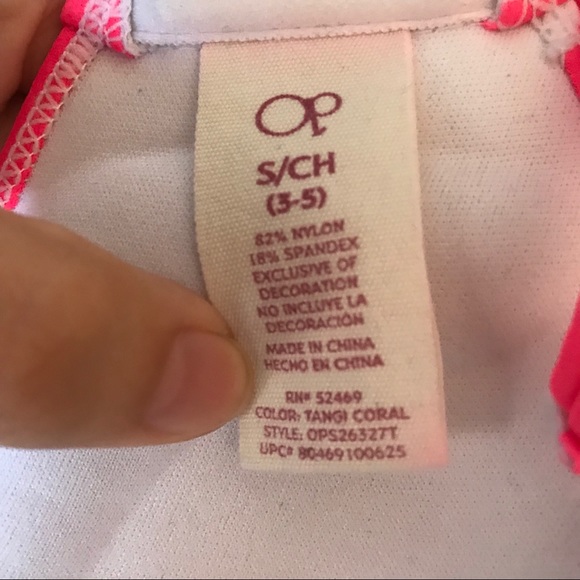 Op
S/CH
(3-5)
82% NYLON
18% SPANDEX
EXCLUSIVE OF
DECORATION
NO INCLUYE LA
DECORACIÓN
MADE IN CHINA
HECHO EN CHINA
RN# 52469
COLOR: TANGI CORAL
STYLE: OPS26327T
UPC# 80469100625